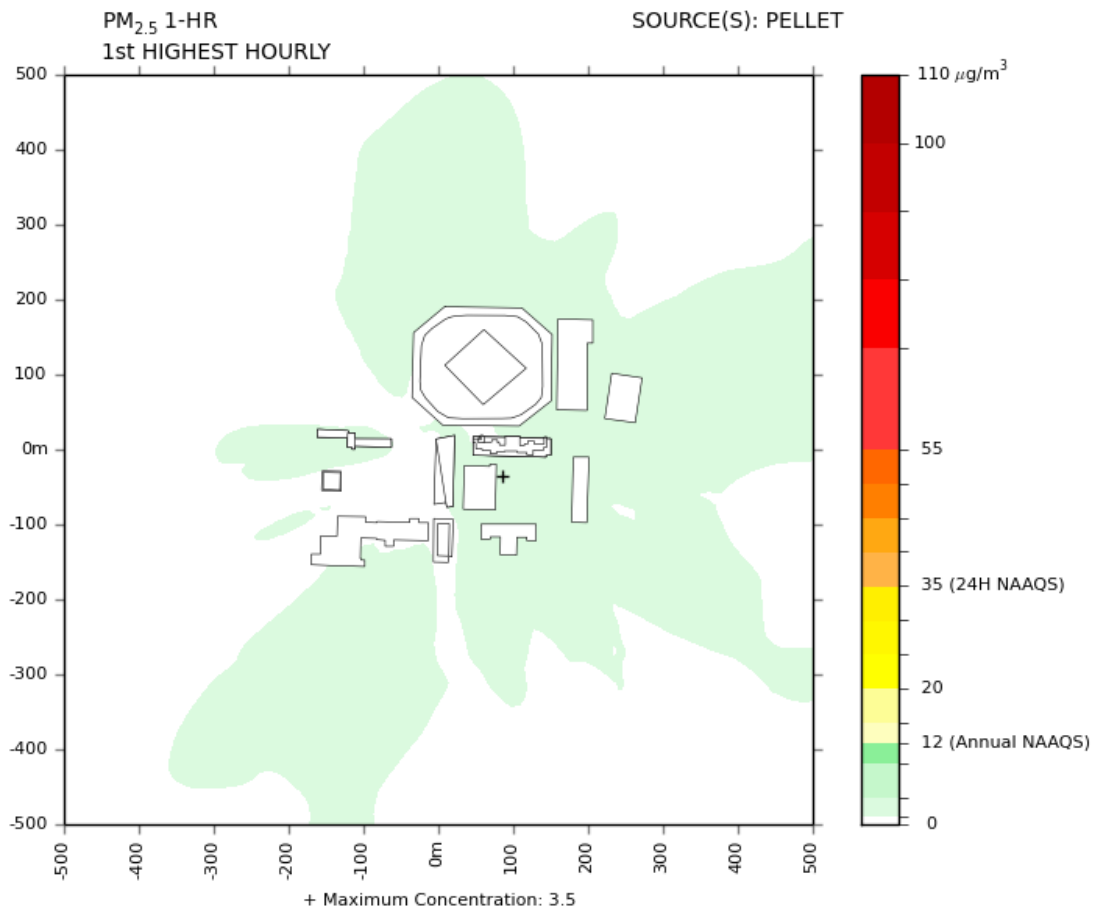 PM2.5 1-HR
1st HIGHEST HOURLY
SOURCE(S): PELLET
500
400
300
200
100
0m
-100
-200
-300
-400
-500
-500
-400
-300
-200
-100
0m
100
200
300
400
500
110 μg/m3
100
55
35 (24H NAAQS)
20
12 (Annual NAAQS)
0
+ Maximum Concentration: 3.5